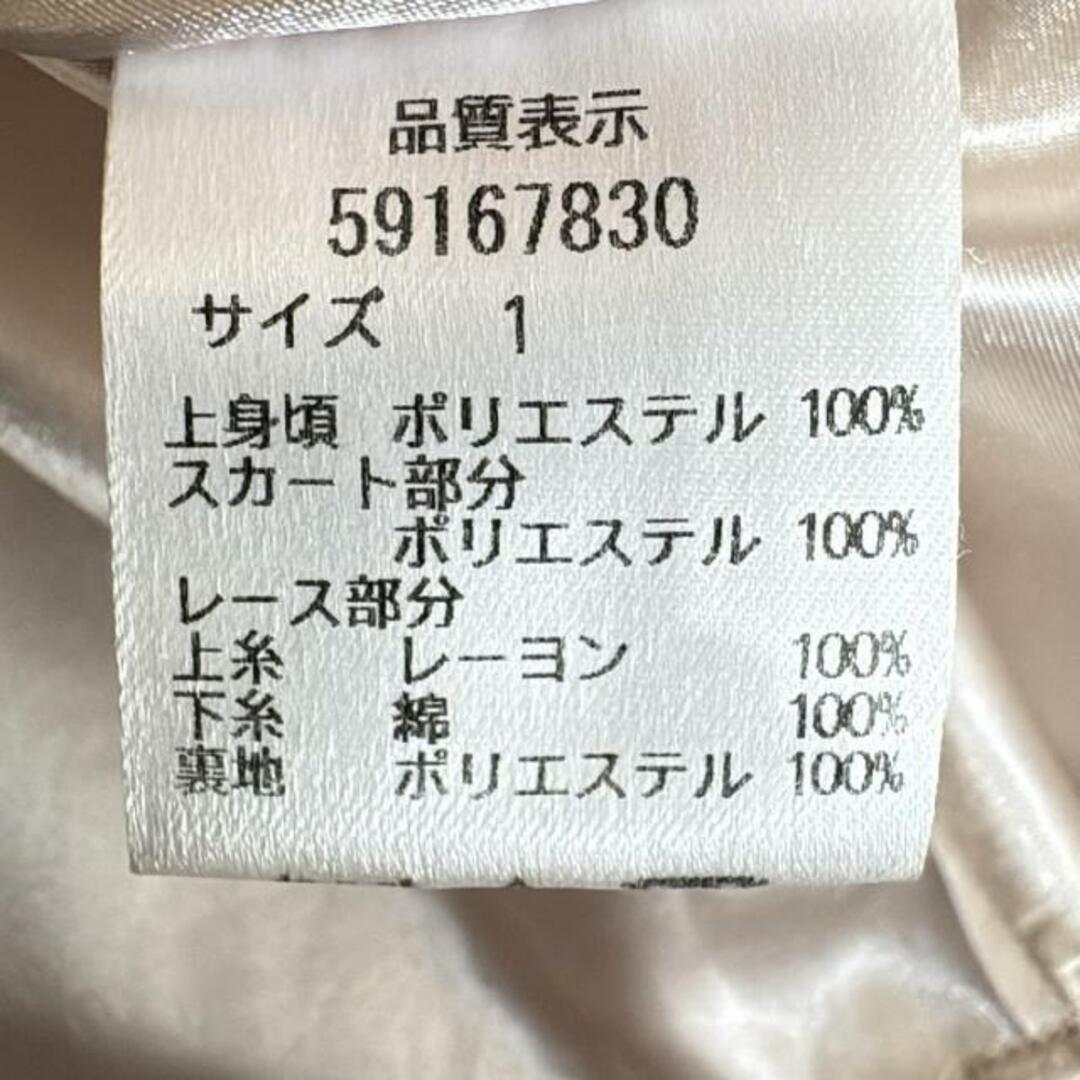 品質表示
59167830
サイズ 1
上身頃 ポリエステル 100%
スカート部分
ポリエステル 100%
レース部分
上糸 レーヨン 100%
下糸 綿 100%
裏地 ポリエステル 100%